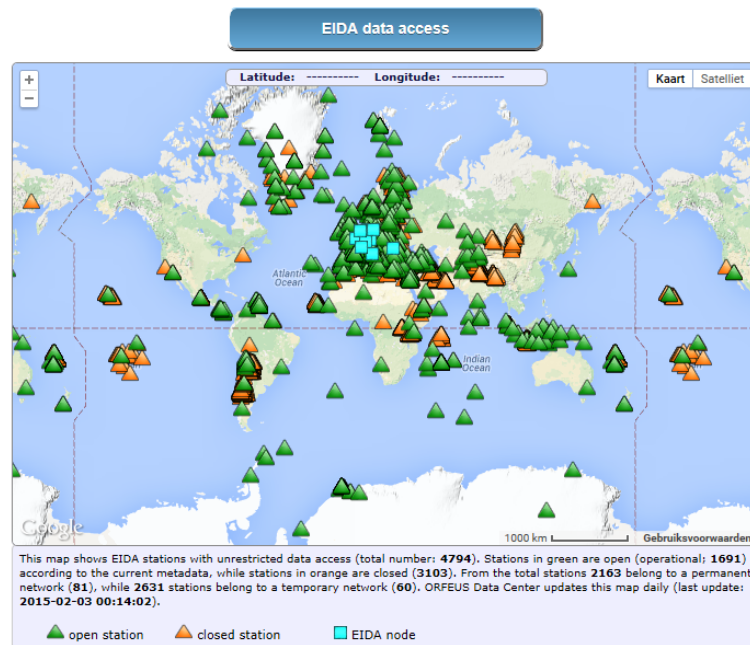 EIDA data access
+
−
Latitude: ---------- Longitude: ----------
Kaart Satelliet
Atlantic
Ocean
Indian
Ocean
Google
1000 km
Gebruiksvoorwaarden
This map shows EIDA stations with unrestricted data access (total number: 4794). Stations in green are open (operational; 1691)
according to the current metadata, while stations in orange are closed (3103). From the total stations 2163 belong to a permanent
network (81), while 2631 stations belong to a temporary network (60). ORFEUS Data Center updates this map daily (last update:
2015-02-03 00:14:02).
open station closed station EIDA node